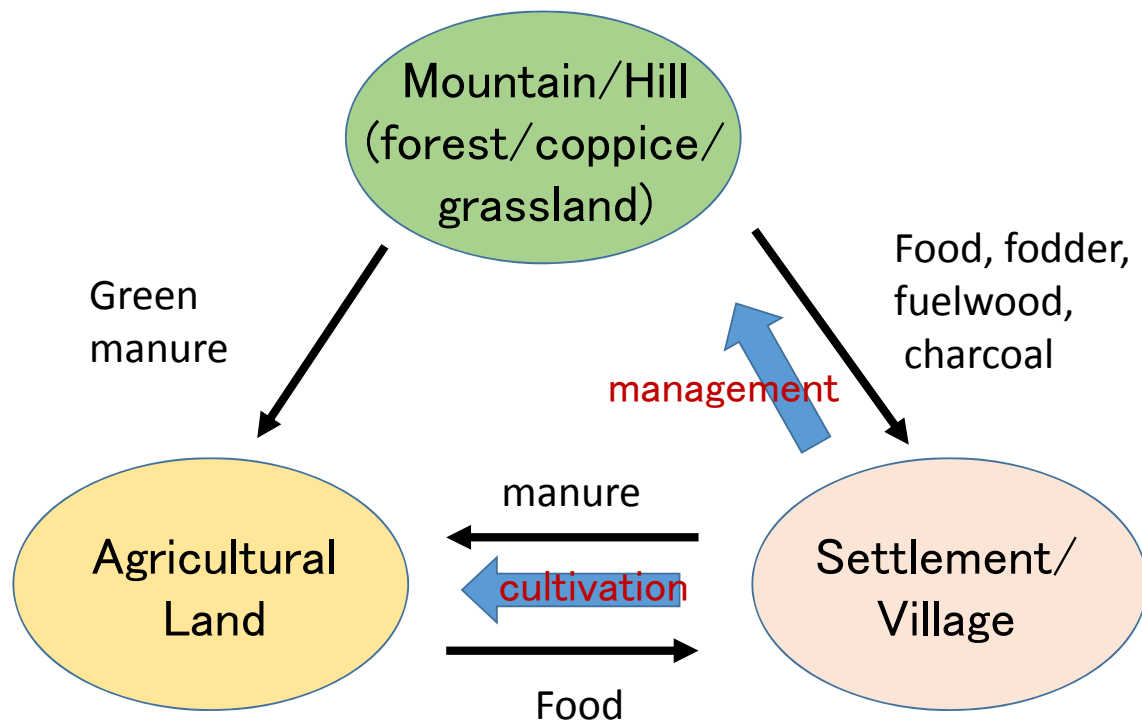 Mountain/Hill
(forest/coppice/
grassland)
Green
manure
Food, fodder,
fuelwood,
charcoal
management
manure
cultivation
Food
Agricultural
Land
Settlement/
Village